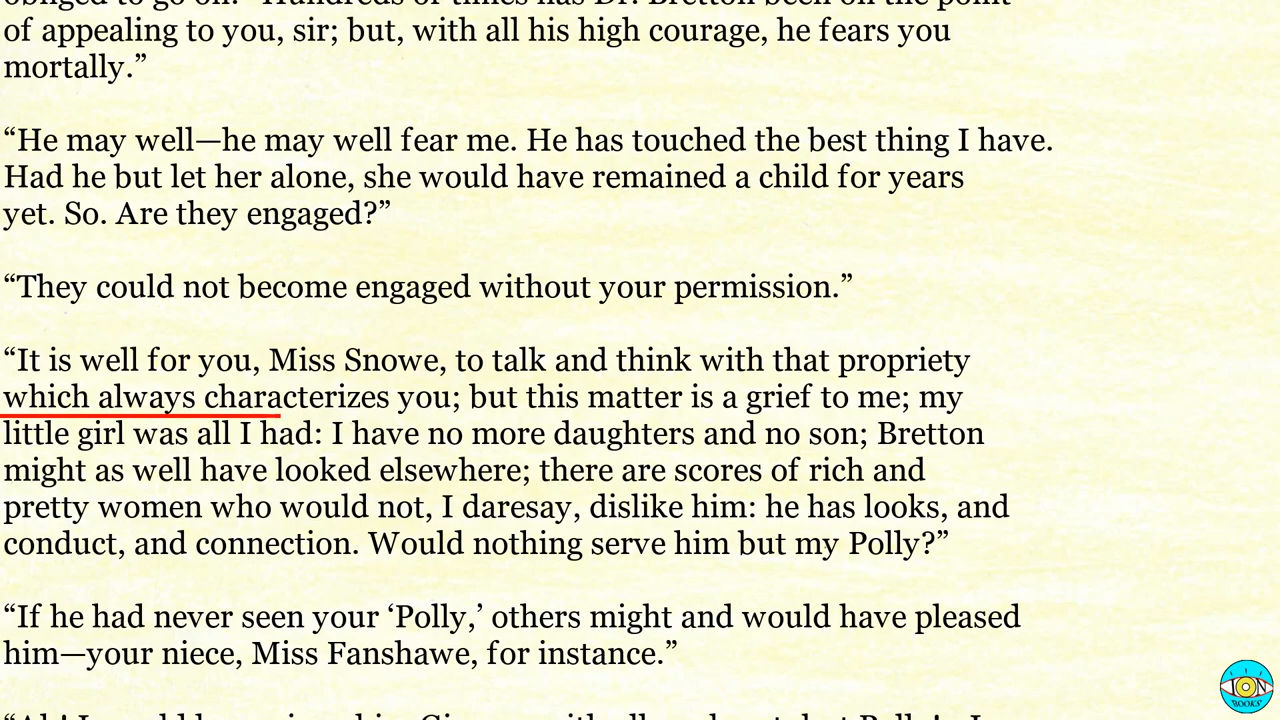 of appealing to you, sir; but, with all his high courage, he fears you
mortally.”
“He may well—he may well fear me. He has touched the best thing I have.
Had he but let her alone, she would have remained a child for years
yet. So. Are they engaged?”
“They could not become engaged without your permission.”
“It is well for you, Miss Snowe, to talk and think with that propriety
which always characterizes you; but this matter is a grief to me; my
little girl was all I had: I have no more daughters and no son; Bretton
might as well have looked elsewhere; there are scores of rich and
pretty women who would not, I daresay, dislike him: he has looks, and
conduct, and connection. Would nothing serve him but my Polly?”
“If he had never seen your ‘Polly,’ others might and would have pleased
him—your niece, Miss Fanshawe, for instance.”
ION
BOOKS